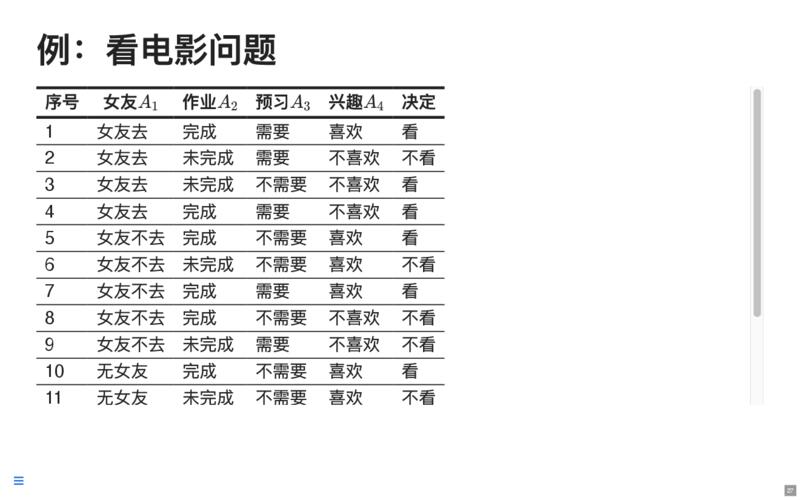 例：看电影问题
序号 女友A₁ 作业A₂ 预习A₃ 兴趣A₄ 决定
1 女友去 完成 需要 喜欢 看
2 女友去 未完成 需要 不喜欢 不看
3 女友去 未完成 不需要 不喜欢 看
4 女友去 完成 需要 不喜欢 看
5 女友不去 完成 不需要 喜欢 看
6 女友不去 未完成 不需要 喜欢 不看
7 女友不去 完成 需要 喜欢 看
8 女友不去 完成 不需要 不喜欢 不看
9 女友不去 未完成 需要 不喜欢 不看
10 无女友 完成 不需要 喜欢 看
11 无女友 未完成 不需要 喜欢 不看
27